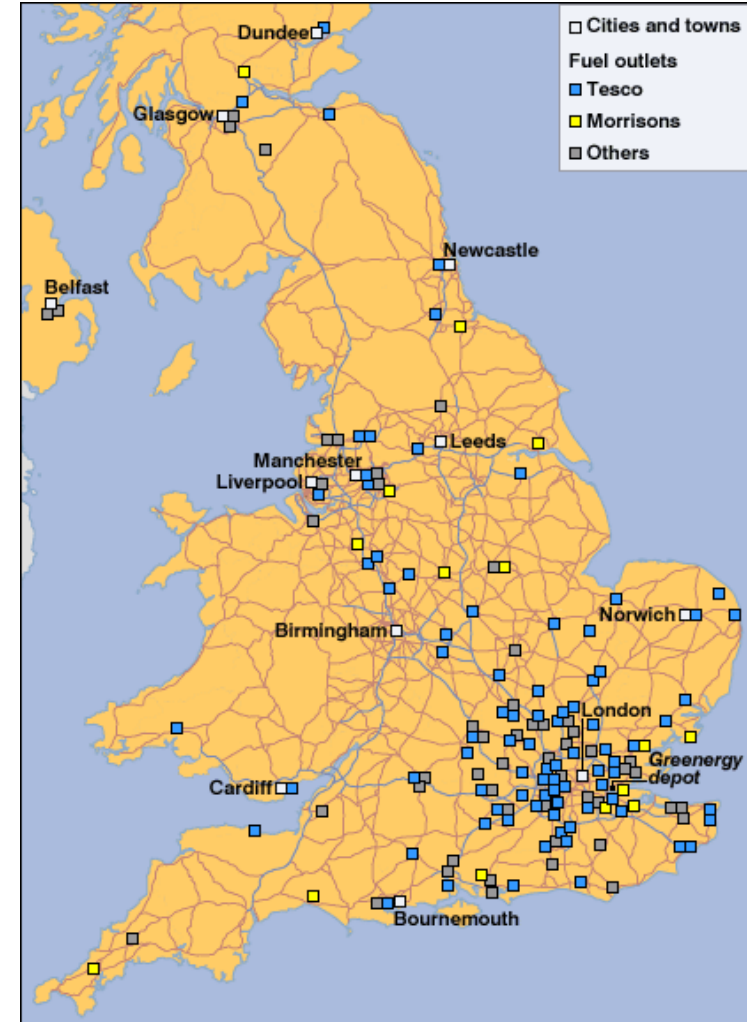 Cities and towns
Fuel outlets
Tesco
Morrisons
Others
Dundee
Glasgow
Newcastle
Belfast
Leeds
Manchester
Liverpool
Norwich
Birmingham
London
Greenergy
depot
Cardiff
Bournemouth